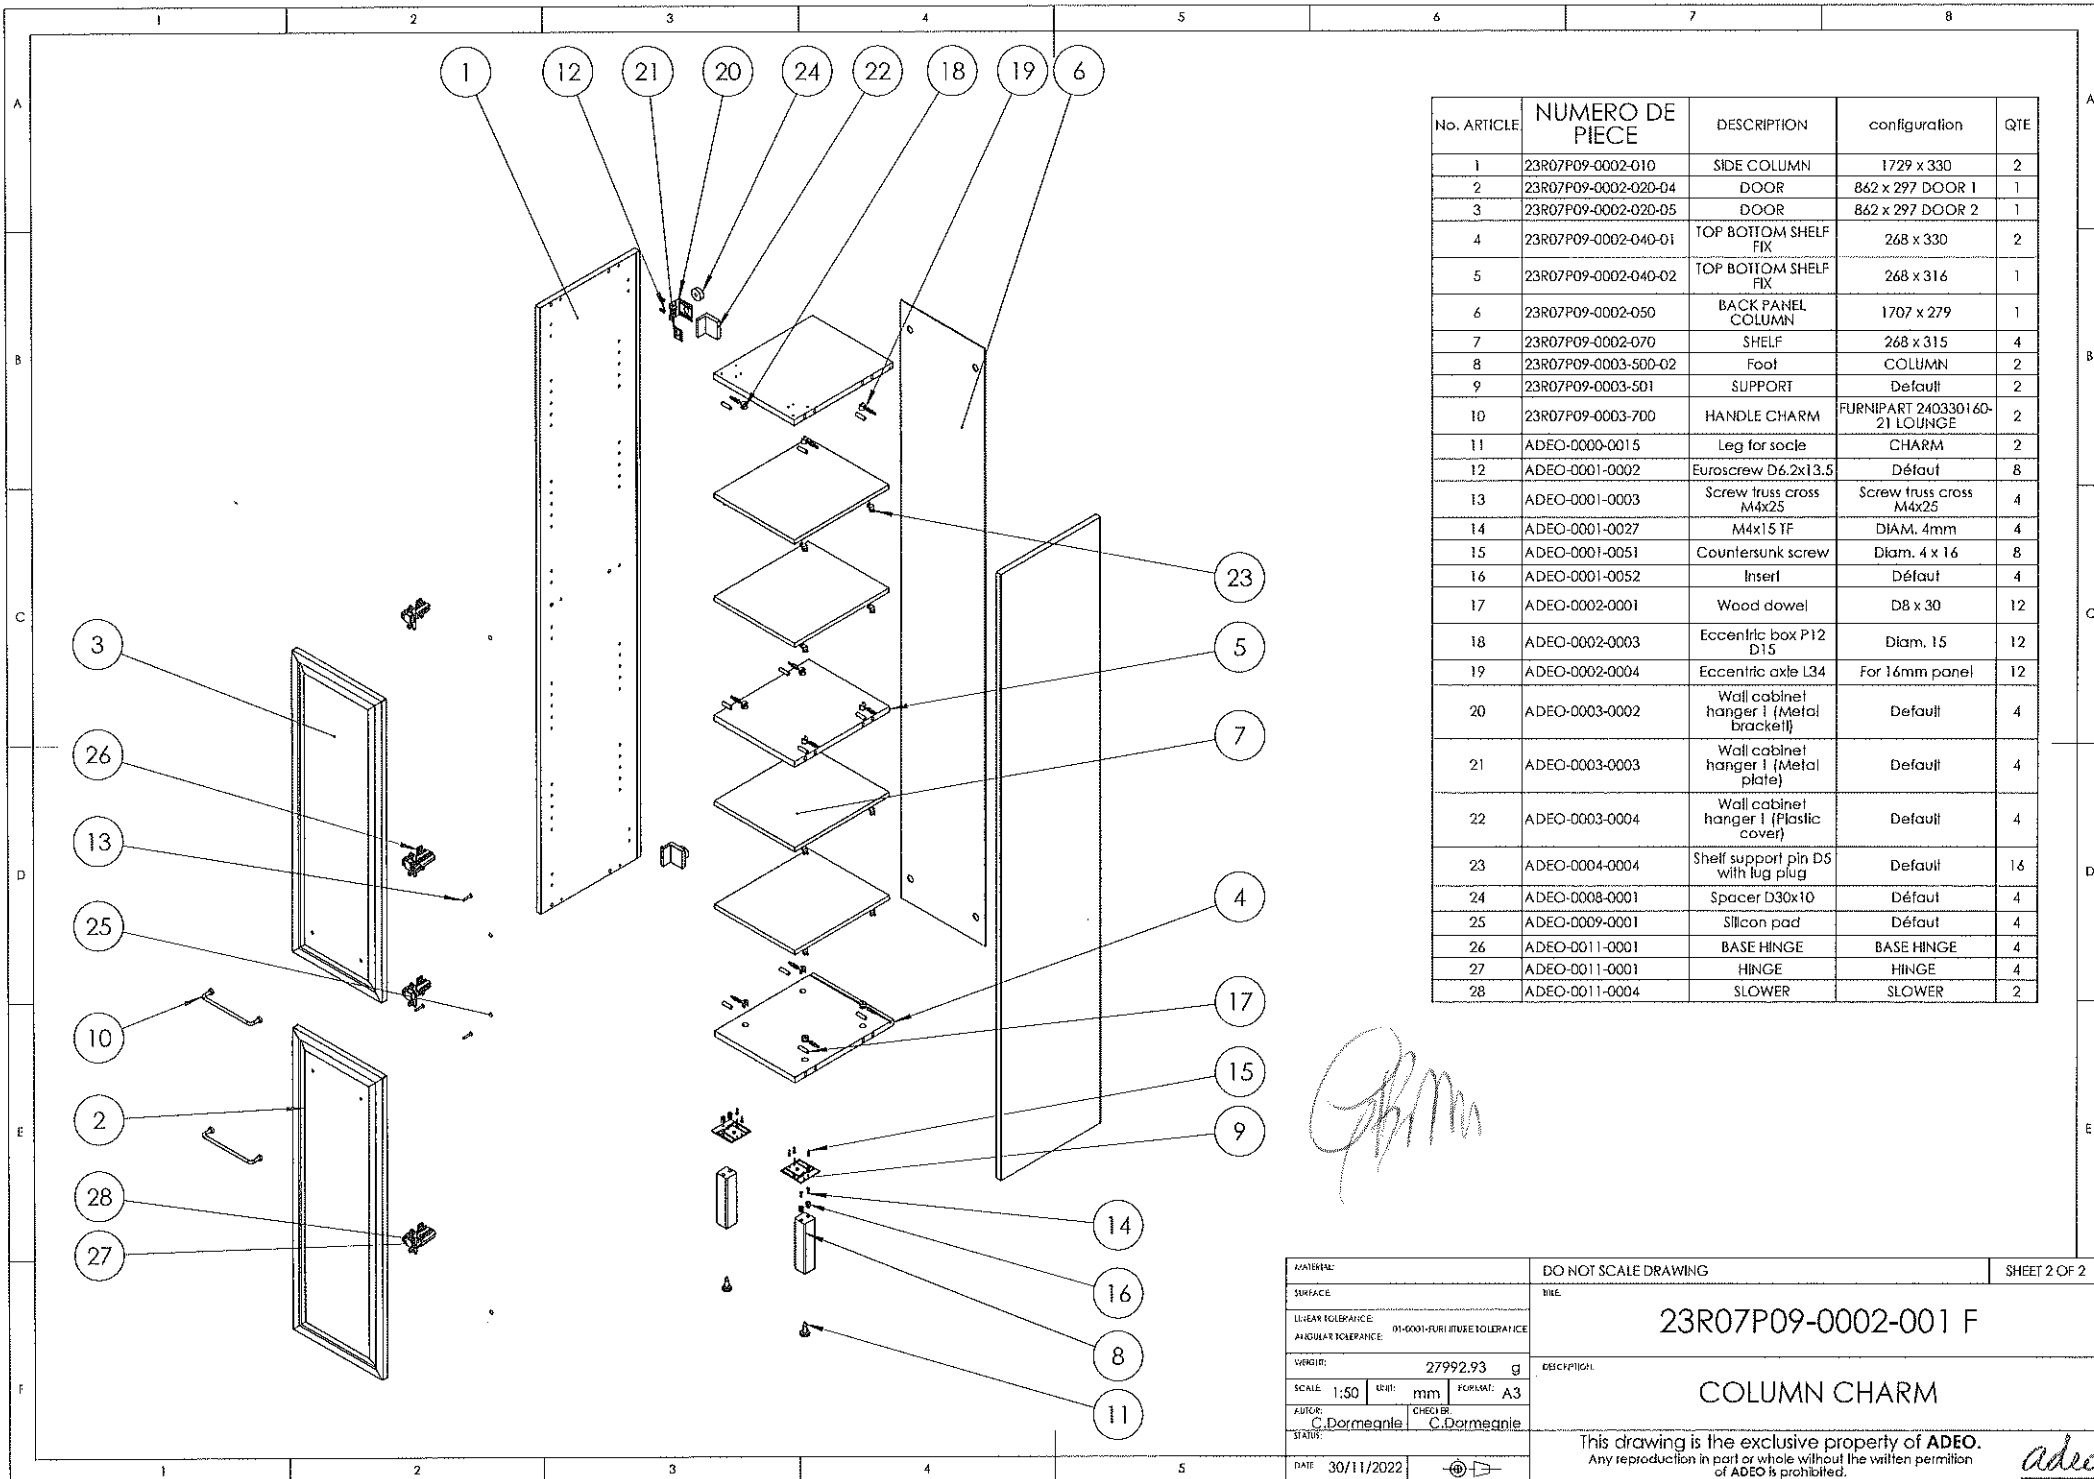 1 2 3 4 5 6 7 8
A A
B B
C C
D D
E E
F
1 2 3 4 5
1 12 21 20 24 22 18 19 6
3
26
13
25
10
2
28
27
23
5
7
4
17
15
9
14
16
8
11
No. ARTICLE NUMERO DE PIECE DESCRIPTION configuration QTE
1 23R07P09-0002-010 SIDE COLUMN 1729 x 330 2
2 23R07P09-0002-020-04 DOOR 862 x 297 DOOR 1 1
3 23R07P09-0002-020-05 DOOR 862 x 297 DOOR 2 1
4 23R07P09-0002-040-01 TOP BOTTOM SHELF FIX 268 x 330 2
5 23R07P09-0002-040-02 TOP BOTTOM SHELF FIX 268 x 316 1
6 23R07P09-0002-050 BACK PANEL COLUMN 1707 x 279 1
7 23R07P09-0002-070 SHELF 268 x 315 4
8 23R07P09-0003-500-02 Foot COLUMN 2
9 23R07P09-0003-501 SUPPORT Default 2
10 23R07P09-0003-700 HANDLE CHARM FURNIPART 240330160-21 LOUNGE 2
11 ADEO-0000-0015 Leg for socle CHARM 2
12 ADEO-0001-0002 Euroscrew D6.2x13.5 Défaut 8
13 ADEO-0001-0003 Screw truss cross M4x25 Screw truss cross M4x25 4
14 ADEO-0001-0027 M4x15 TF DIAM. 4mm 4
15 ADEO-0001-0051 Countersunk screw Diam. 4 x 16 8
16 ADEO-0001-0052 Insert Défaut 4
17 ADEO-0002-0001 Wood dowel D8 x 30 12
18 ADEO-0002-0003 Eccentric box P12 D15 Diam. 15 12
19 ADEO-0002-0004 Eccentric axle L34 For 16mm panel 12
20 ADEO-0003-0002 Wall cabinet hanger 1 (Metal brackett) Default 4
21 ADEO-0003-0003 Wall cabinet hanger 1 (Metal plate) Default 4
22 ADEO-0003-0004 Wall cabinet hanger 1 (Plastic cover) Default 4
23 ADEO-0004-0004 Shelf support pin D5 with lug plug Default 16
24 ADEO-0008-0001 Spacer D30x10 Défaut 4
25 ADEO-0009-0001 Silicon pad Défaut 4
26 ADEO-0011-0001 BASE HINGE BASE HINGE 4
27 ADEO-0011-0001 HINGE HINGE 4
28 ADEO-0011-0004 SLOWER SLOWER 2
MATERIAL: DO NOT SCALE DRAWING SHEET 2 OF 2
SURFACE TITLE
LINEAR TOLERANCE: 01-0001-FURNITURE TOLERANCE
ANGULAR TOLERANCE:
23R07P09-0002-001 F
WEIGHT: 27992.93 g DESCRIPTION:
SCALE 1:50 UNIT: mm FORMAT: A3
COLUMN CHARM
AUTOR: C.Dormegnie CHECKER: C.Dormegnie
STATUS:
DATE 30/11/2022
This drawing is the exclusive property of ADEO.
Any reproduction in part or whole without the written permition
of ADEO is prohibited.
adeo